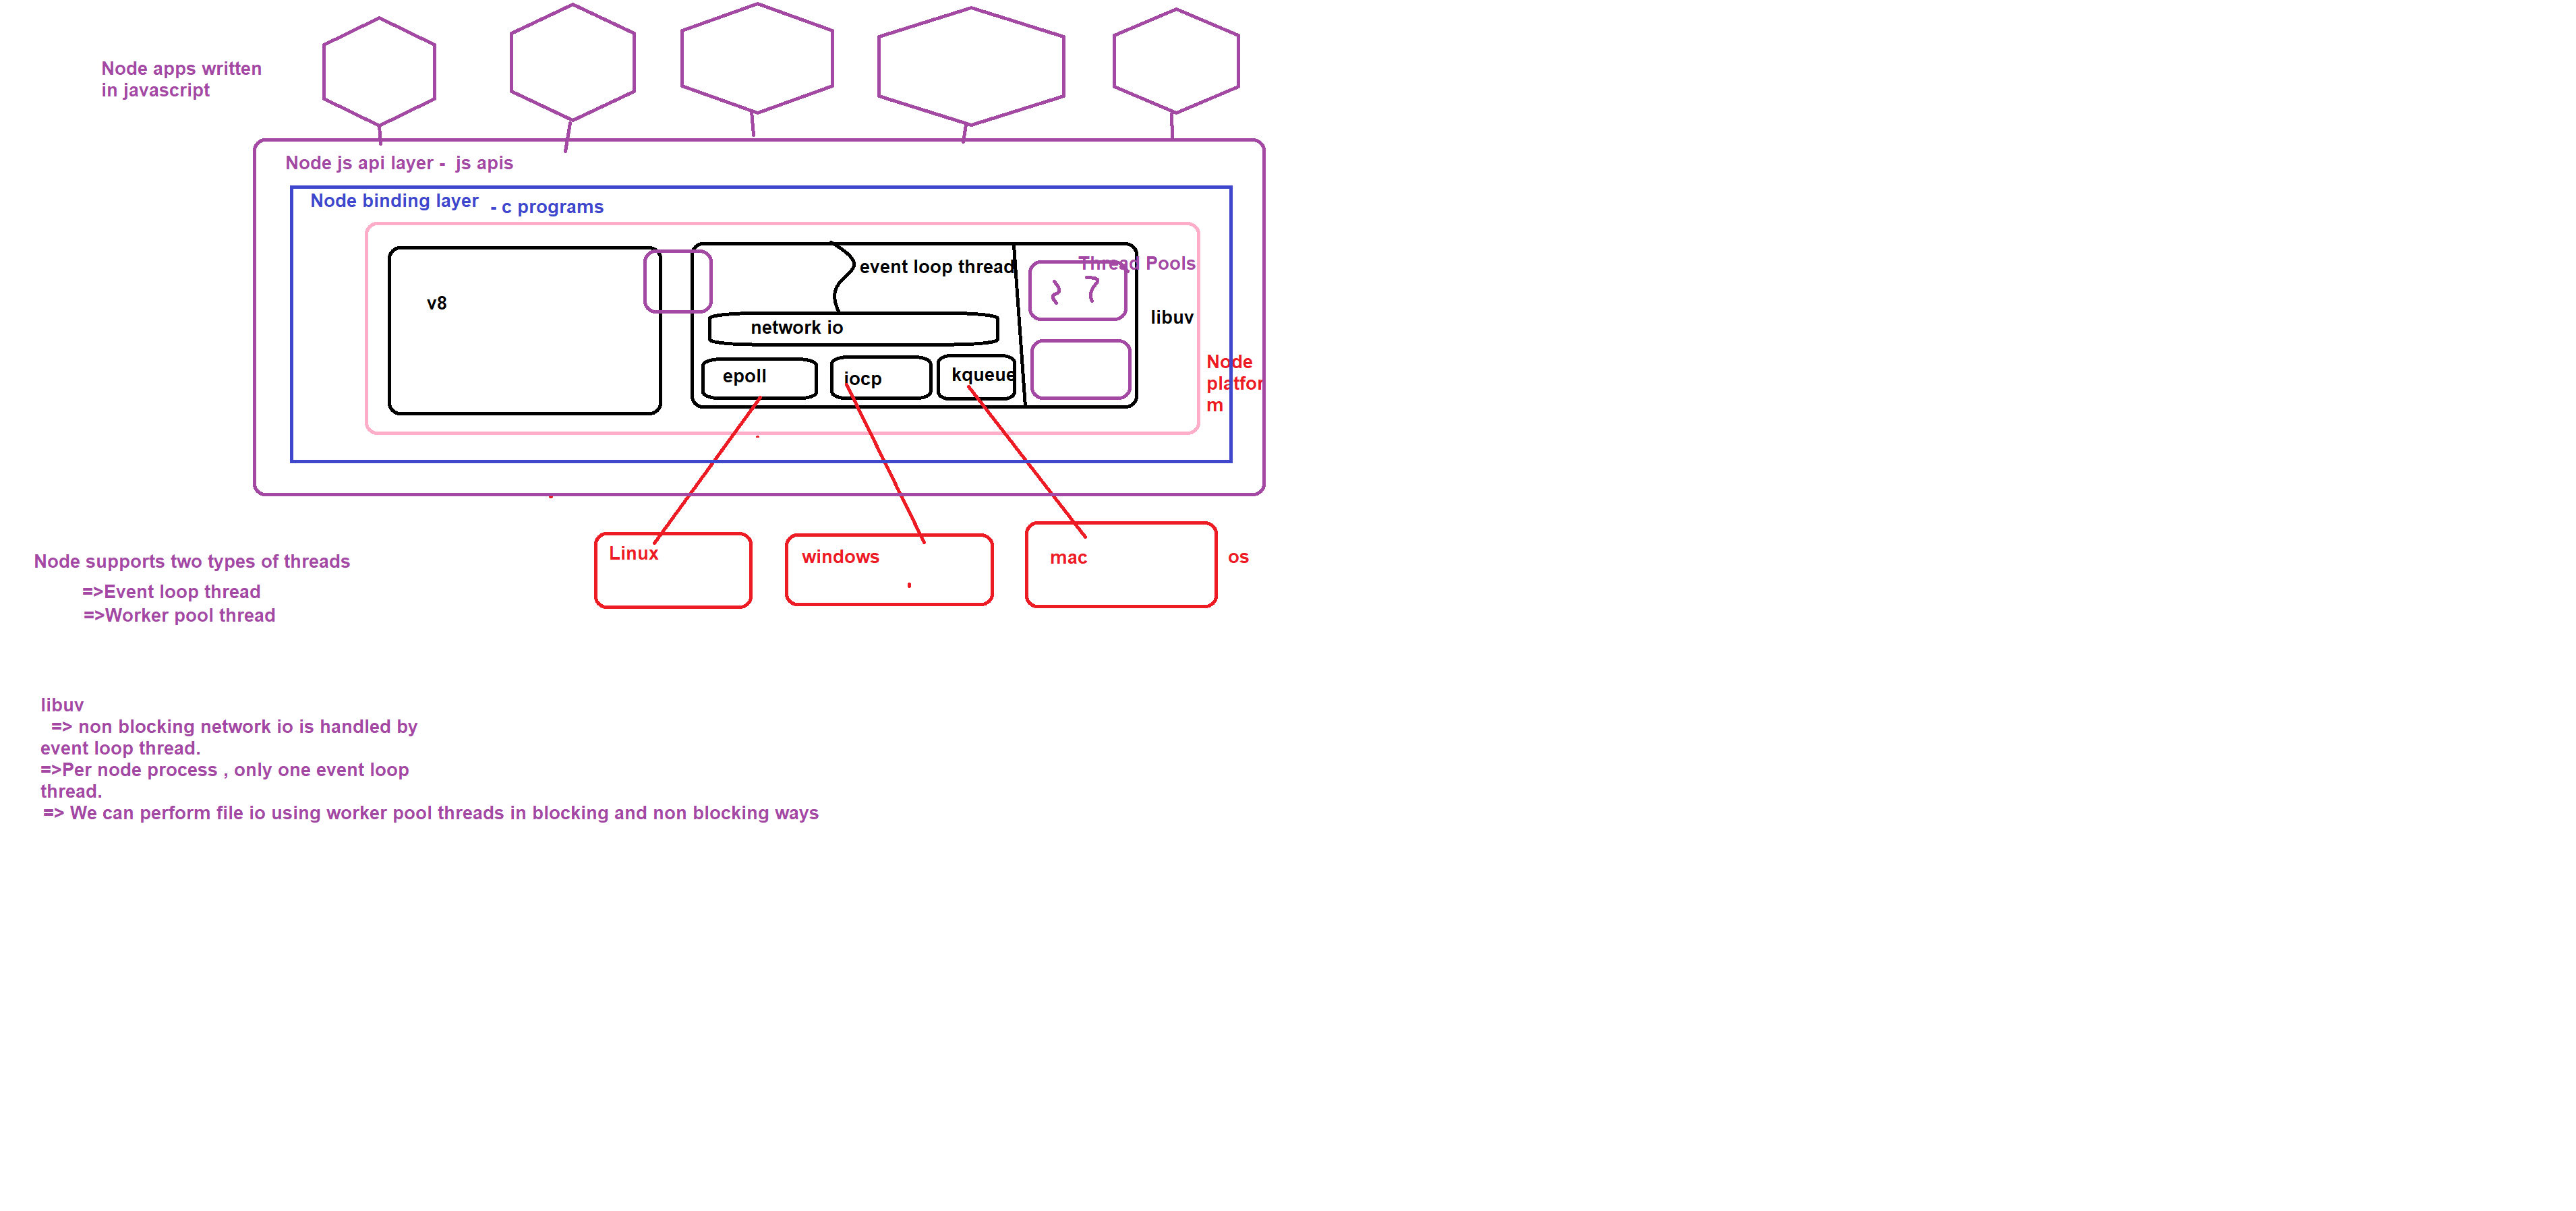 Node apps written
in javascript
Node js api layer -  js apis
Node binding layer - c programs
event loop thread
Thread Pools
v8
libuv
network io
Node
platfor
m
epoll
iocp
kqueue
Linux
windows
mac
os
Node supports two types of threads
=>Event loop thread
=>Worker pool thread
libuv
=> non blocking network io is handled by
event loop thread.
=>Per node process , only one event loop
thread.
=> We can perform file io using worker pool threads in blocking and non blocking ways